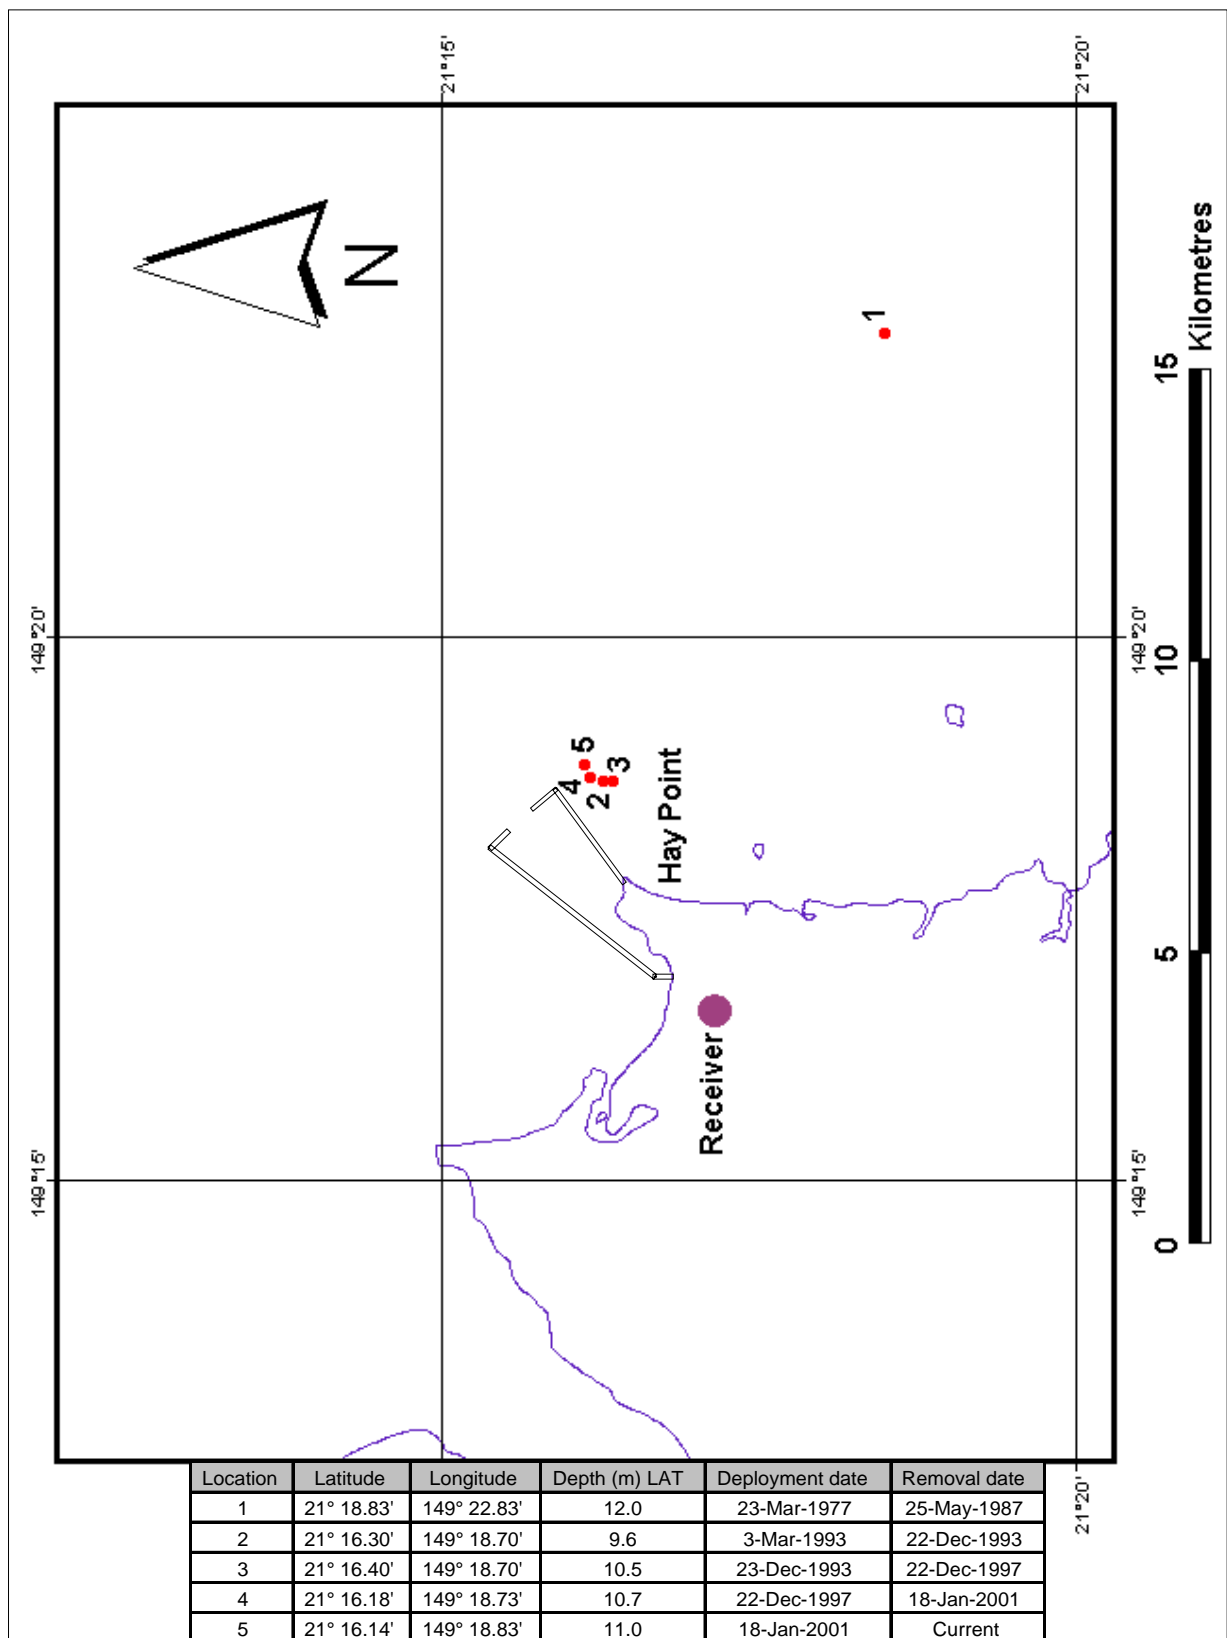 21°15'
21°20'
N
1
Kilometres
15
149°20'
149°20'
10
5
4
2
3
Hay Point
5
Receiver
149°15'
149°15'
0
21°20'
Location Latitude Longitude Depth (m) LAT Deployment date Removal date
1 21° 18.83' 149° 22.83' 12.0 23-Mar-1977 25-May-1987
2 21° 16.30' 149° 18.70' 9.6 3-Mar-1993 22-Dec-1993
3 21° 16.40' 149° 18.70' 10.5 23-Dec-1993 22-Dec-1997
4 21° 16.18' 149° 18.73' 10.7 22-Dec-1997 18-Jan-2001
5 21° 16.14' 149° 18.83' 11.0 18-Jan-2001 Current